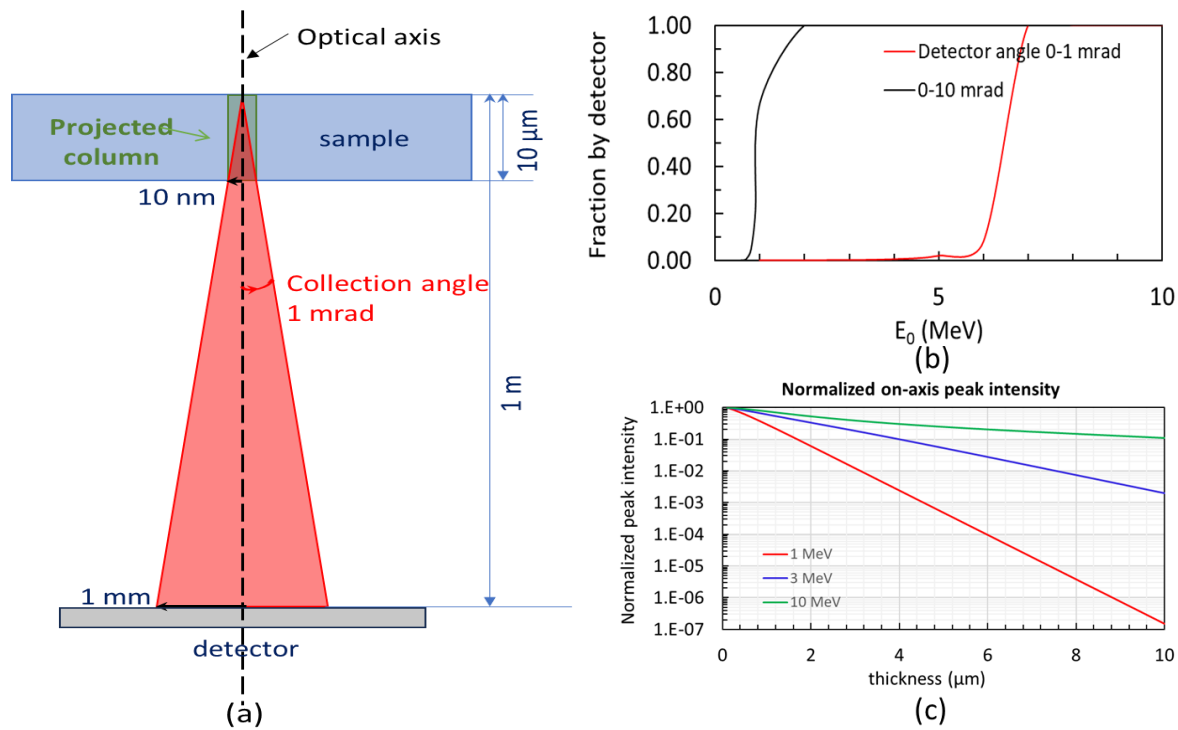 Optical axis
Projected
column
sample
10 μm
10 nm
Collection angle
1 mrad
1 m
1 mm
detector
(a)
Fraction by detector
1.00
0.80
0.60
0.40
0.20
0.00
Detector angle 0-1 mrad
0-10 mrad
0
5
10
E0 (MeV)
(b)
Normalized on-axis peak intensity
Normalized peak intensity
1.E+00
1.E-01
1.E-02
1.E-03
1.E-04
1.E-05
1.E-06
1.E-07
1 MeV
3 MeV
10 MeV
0
2
4
6
8
10
thickness (μm)
(c)